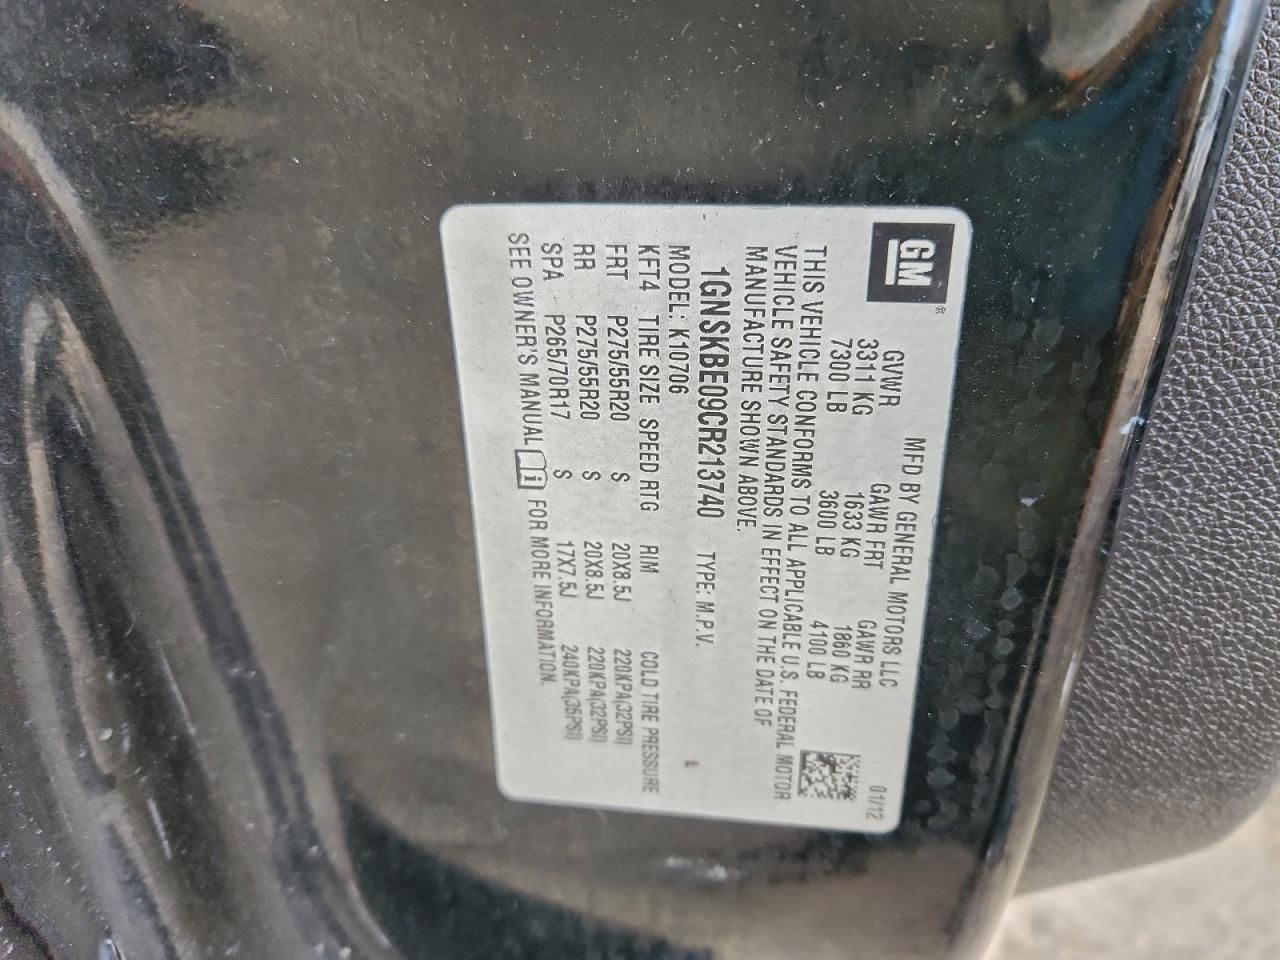 GM®
MFD BY GENERAL MOTORS LLC 01/12
GVWR GAWR FRT GAWR RR
3311 KG 1633 KG 1860 KG
7300 LB 3600 LB 4100 LB
THIS VEHICLE CONFORMS TO ALL APPLICABLE U.S. FEDERAL MOTOR
VEHICLE SAFETY STANDARDS IN EFFECT ON THE DATE OF
MANUFACTURE SHOWN ABOVE.
1GNSKBE09CR213740 TYPE: M.P.V.
MODEL: K10706
KFT4 TIRE SIZE SPEED RTG RIM COLD TIRE PRESSURE
FRT P275/55R20 S 20X8.5J 220KPA(32PSI)
RR P275/55R20 S 20X8.5J 220KPA(32PSI)
SPA P265/70R17 S 17X7.5J 240KPA(35PSI)
SEE OWNER'S MANUAL i FOR MORE INFORMATION.